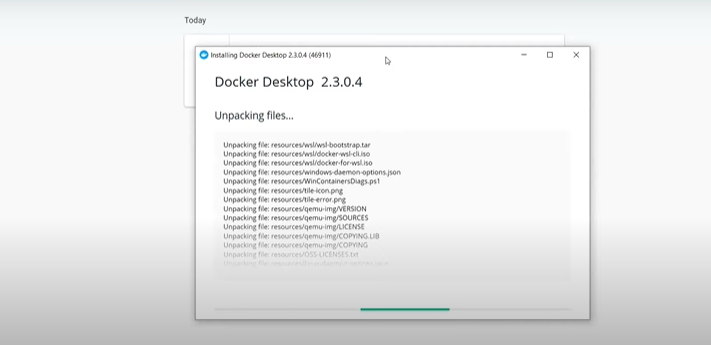 Today
Installing Docker Desktop 2.3.0.4 (46911)
Docker Desktop 2.3.0.4
Unpacking files...
Unpacking file: resources/wsl/wsl-bootstrap.tar
Unpacking file: resources/wsl/docker-wsl-cli.iso
Unpacking file: resources/wsl/docker-for-wsl.iso
Unpacking file: resources/windows-daemon-options.json
Unpacking file: resources/WinContainersDiags.ps1
Unpacking file: resources/tile-icon.png
Unpacking file: resources/tile-error.png
Unpacking file: resources/qemu-img/VERSION
Unpacking file: resources/qemu-img/SOURCES
Unpacking file: resources/qemu-img/LICENSE
Unpacking file: resources/qemu-img/COPYING.LIB
Unpacking file: resources/qemu-img/COPYING
Unpacking file: resources/OSS-LICENSES.txt